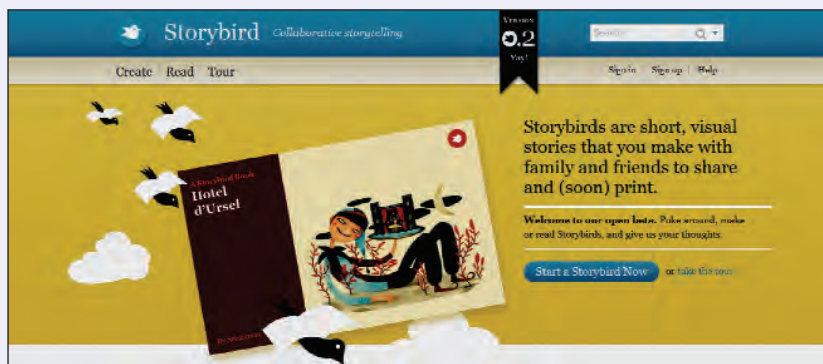 Storybird Collaborative storytelling
VERSION
0.2
Yay!
Create Read Tour
Sign in Sign up Help
Storybirds are short, visual
stories that you make with
family and friends to share
and (soon) print.
A Storybird Book
Hotel
d'Ursel
Welcome to our open beta. Poke around, make
or read Storybirds, and give us your thoughts.
Start a Storybird Now or take the tour